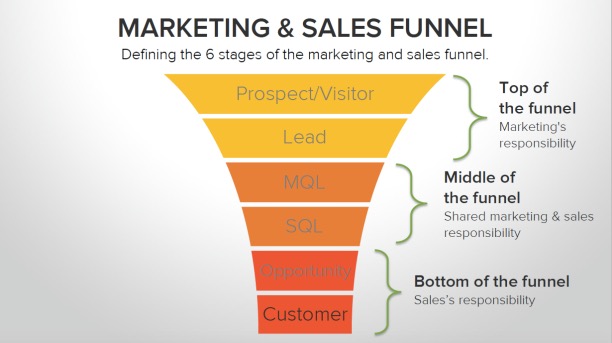 MARKETING & SALES FUNNEL
Defining the 6 stages of the marketing and sales funnel.
Prospect/Visitor
Lead
MQL
SQL
Opportunity
Customer
Top of
the funnel
Marketing's
responsibility
Middle of
the funnel
Shared marketing & sales
responsibility
Bottom of the funnel
Sales's responsibility